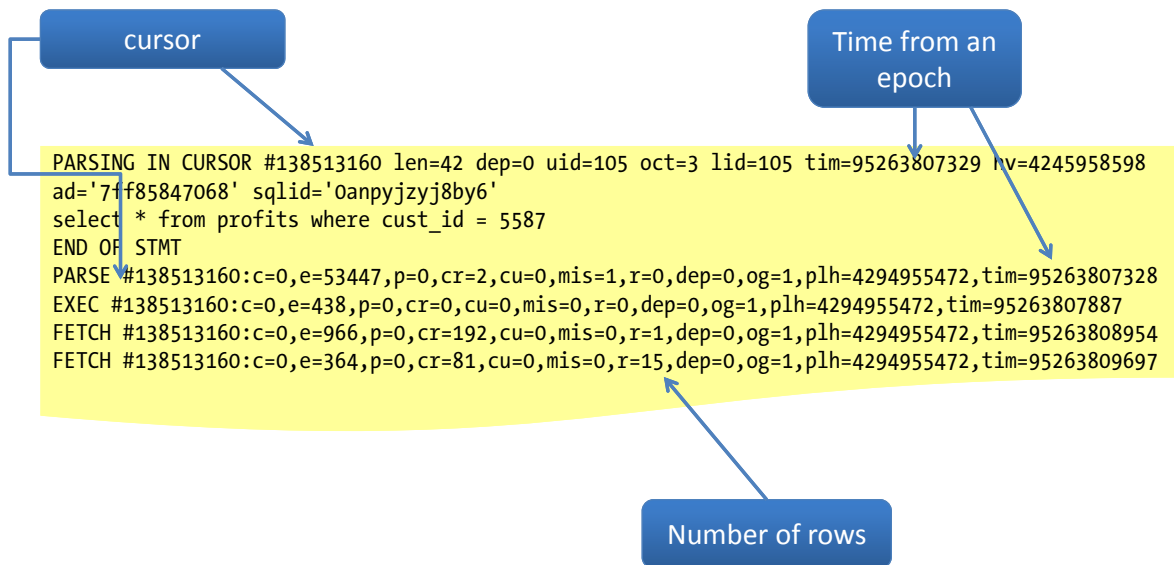 cursor
Time from an
epoch
PARSING IN CURSOR #138513160 len=42 dep=0 uid=105 oct=3 lid=105 tim=95263807329 hv=4245958598
ad='7ff85847068' sqlid='0anpyjzyj8by6'
select * from profits where cust_id = 5587
END OF STMT
PARSE #138513160:c=0,e=53447,p=0,cr=2,cu=0,mis=1,r=0,dep=0,og=1,plh=4294955472,tim=95263807328
EXEC #138513160:c=0,e=438,p=0,cr=0,cu=0,mis=0,r=0,dep=0,og=1,plh=4294955472,tim=95263807887
FETCH #138513160:c=0,e=966,p=0,cr=192,cu=0,mis=0,r=1,dep=0,og=1,plh=4294955472,tim=95263808954
FETCH #138513160:c=0,e=364,p=0,cr=81,cu=0,mis=0,r=15,dep=0,og=1,plh=4294955472,tim=95263809697
Number of rows